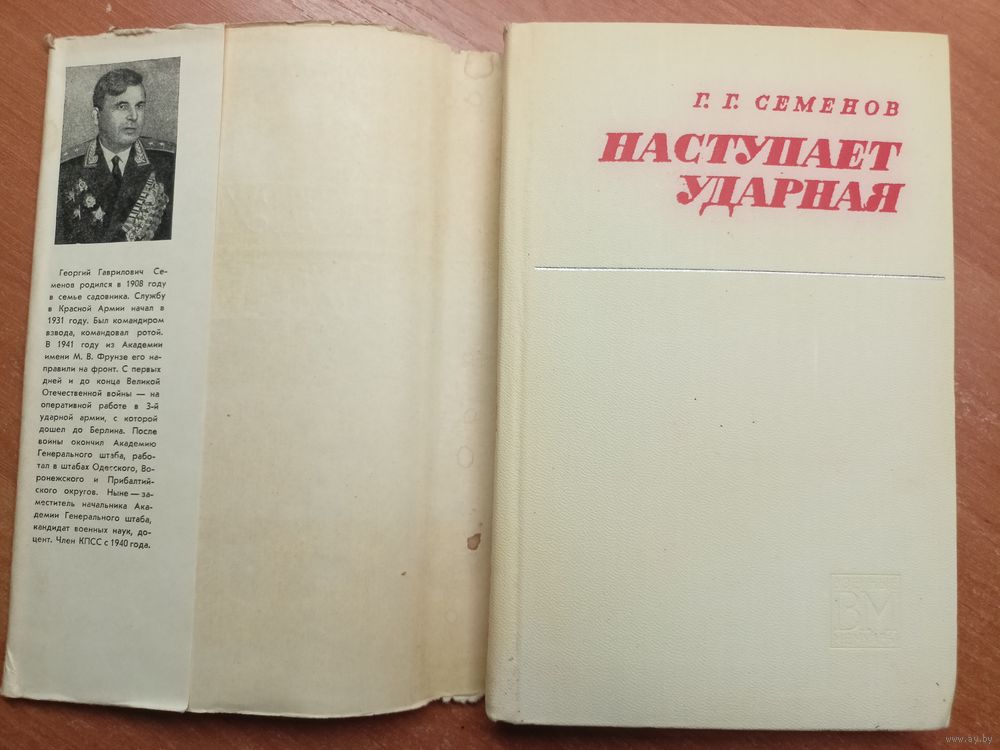 Георгий Гаврилович Се-
менов родился в 1908 году
в семье садовника. Службу
в Красной Армии начал в
1931 году. Был командиром
взвода, командовал ротой.
В 1941 году из Академии
имени М. В. Фрунзе его на-
правили на фронт. С первых
дней и до конца Великой
Отечественной войны — на
оперативной работе в 3-й
ударной армии, с которой
дошел до Берлина. После
войны окончил Академию
Генерального штаба, рабо-
тал в штабах Одесского, Во-
ронежского и Прибалтий-
ского округов. Ныне — за-
меститель начальника Ака-
демии Генерального штаба,
кандидат военных наук, до-
цент. Член КПСС с 1940 года.
Г. Г. СЕМЕНОВ
НАСТУПАЕТ
УДАРНАЯ
ВМ
www.ay.by